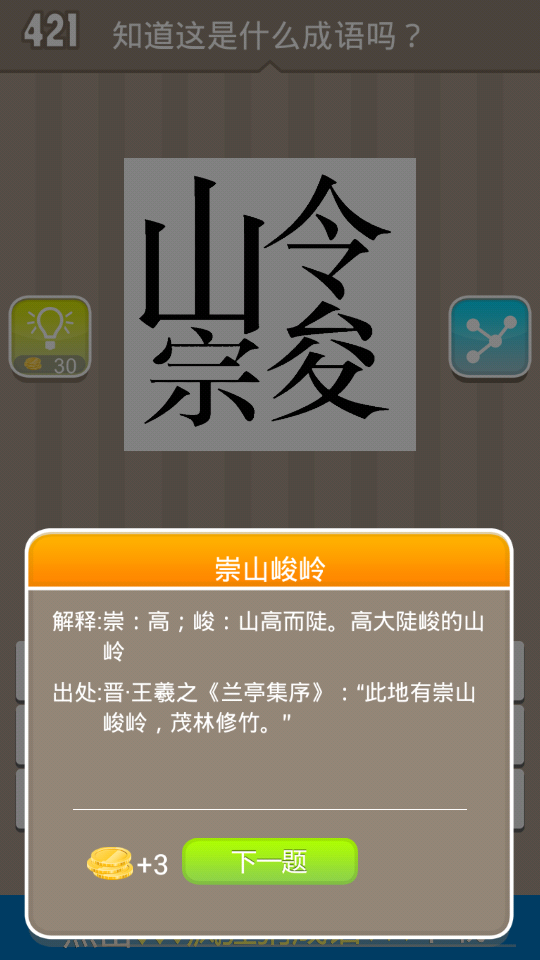 421
知道这是什么成语吗？
山令
宗夋
30
崇山峻岭
解释:崇：高；峻：山高而陡。高大陡峻的山
岭
出处:晋·王羲之《兰亭集序》：“此地有崇山
峻岭，茂林修竹。”
+3
下一题